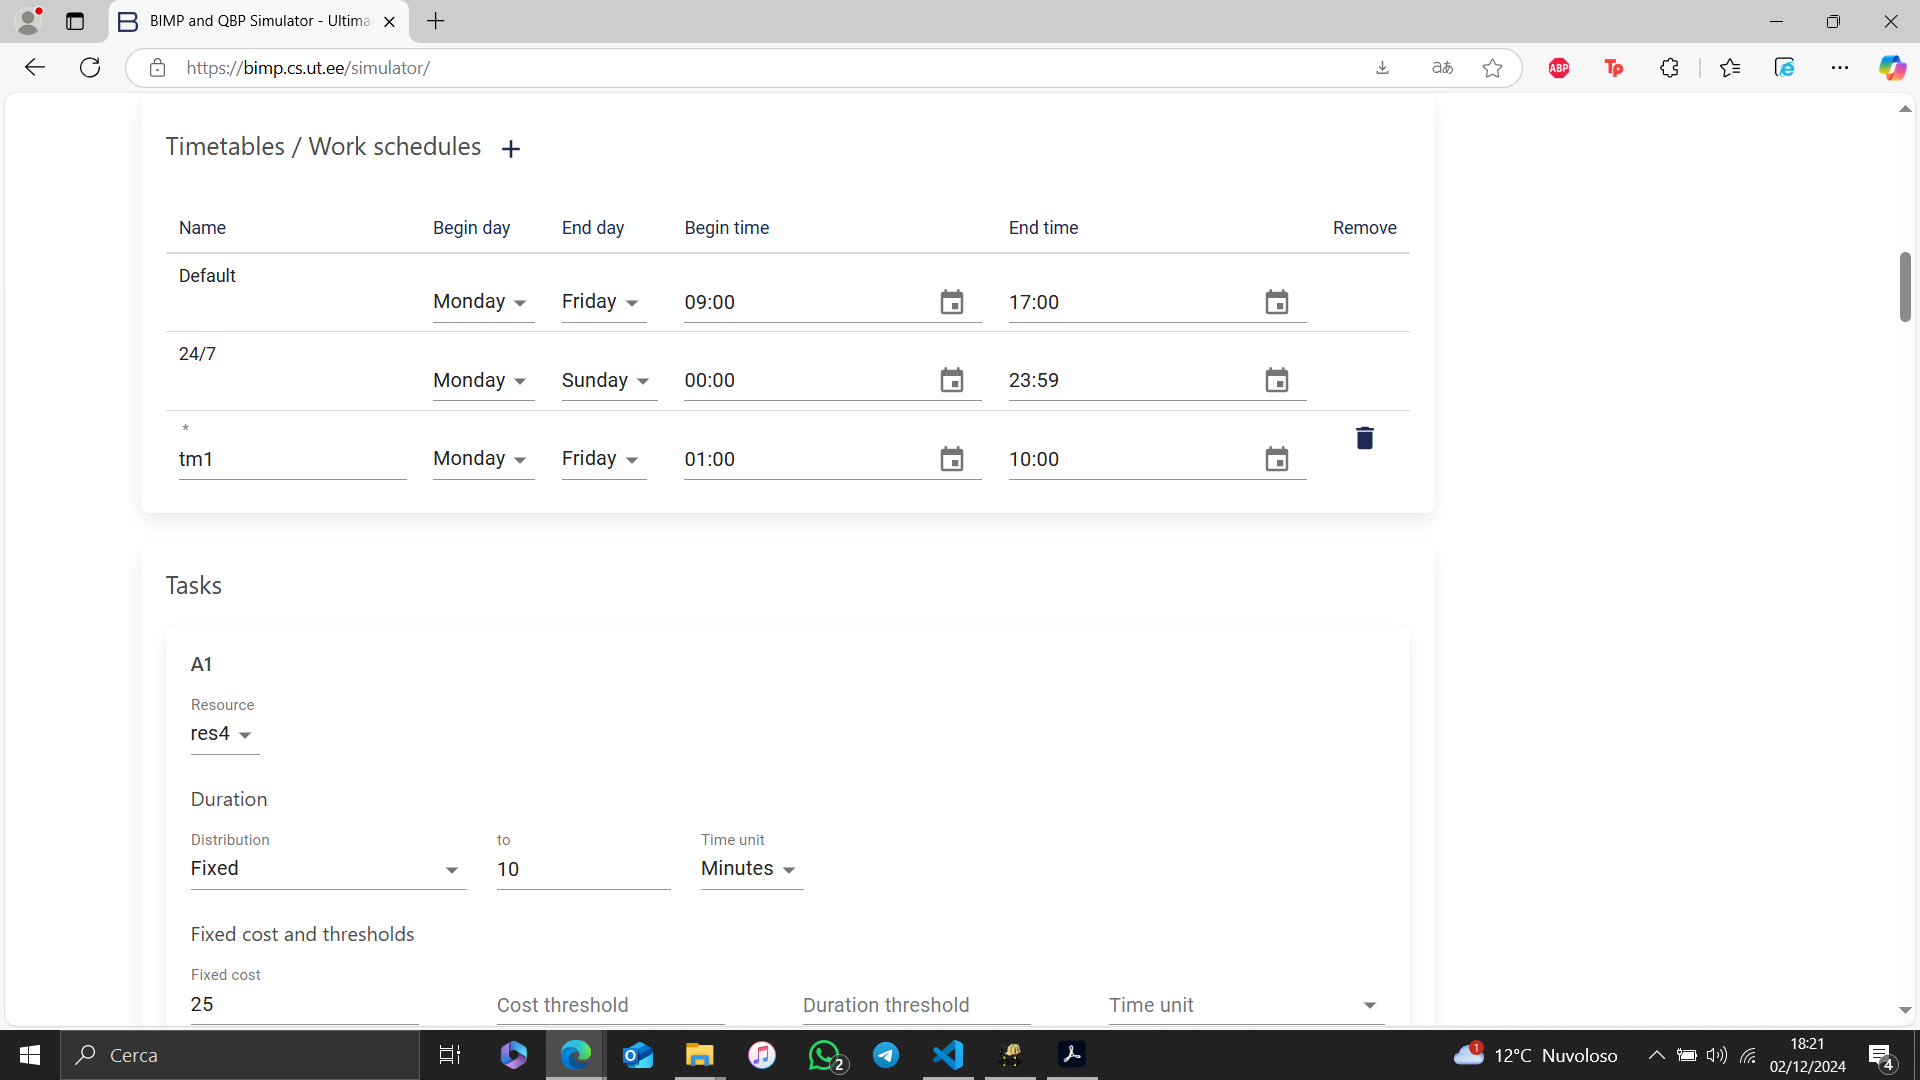 BIMP and QBP Simulator - Ultima
https://bimp.cs.ut.ee/simulator/
aあ
ABP
Tp
Timetables / Work schedules
Name Begin day End day Begin time End time Remove
Default
Monday Friday 09:00 17:00
24/7
Monday Sunday 00:00 23:59
*
tm1 Monday Friday 01:00 10:00
Tasks
A1
Resource
res4
Duration
Distribution to Time unit
Fixed 10 Minutes
Fixed cost and thresholds
Fixed cost
25 Cost threshold Duration threshold Time unit
Cerca
2
1
12°C Nuvoloso
18:21
02/12/2024
4